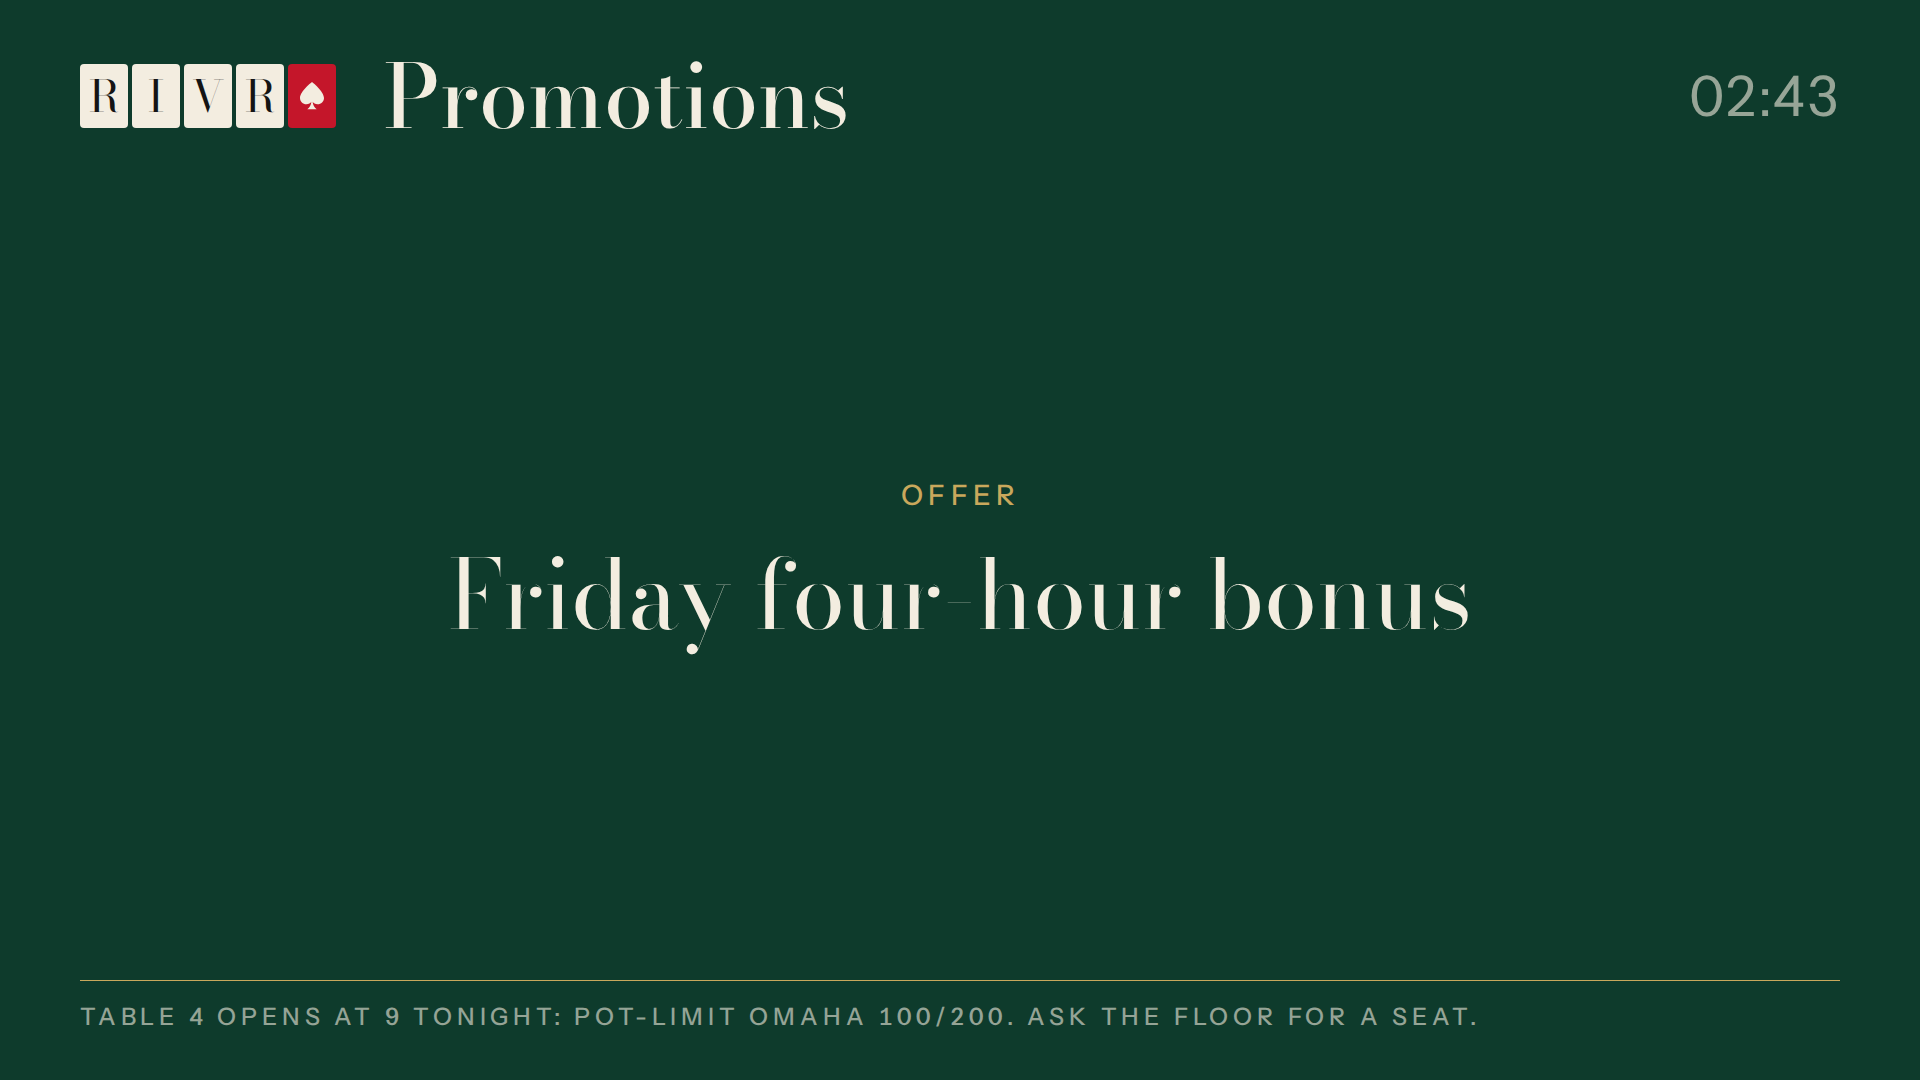 RIVR Promotions 02:43
OFFER
Friday four-hour bonus
TABLE 4 OPENS AT 9 TONIGHT: POT-LIMIT OMAHA 100/200. ASK THE FLOOR FOR A SEAT.